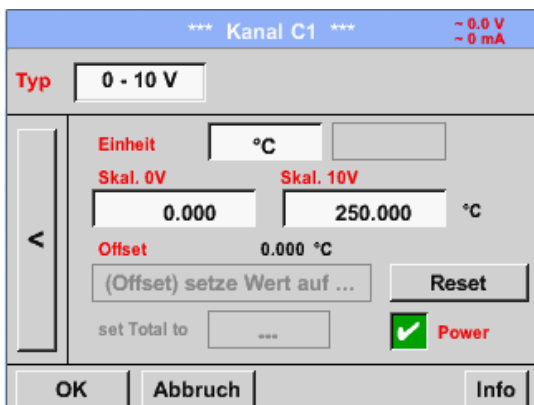 *** Kanal C1 ***
~ 0.0 V
~ 0 mA
Typ 0 - 10 V
Einheit °C
Skal. 0V Skal. 10V
0.000 250.000 °C
<
Offset 0.000 °C
(Offset) setze Wert auf ... Reset
set Total to --- Power
OK Abbruch Info